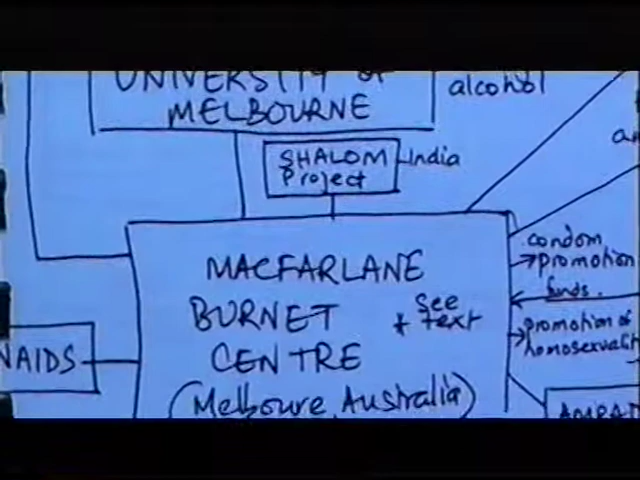 UNIVERSITY of
MELBOURNE
alcohol
SHALOM
Project
India
condom
promotion
funds.
promotion of
homosexuality
MACFARLANE
BURNET
CENTRE
(Melboure, Australia)
+ see
text
NAIDS